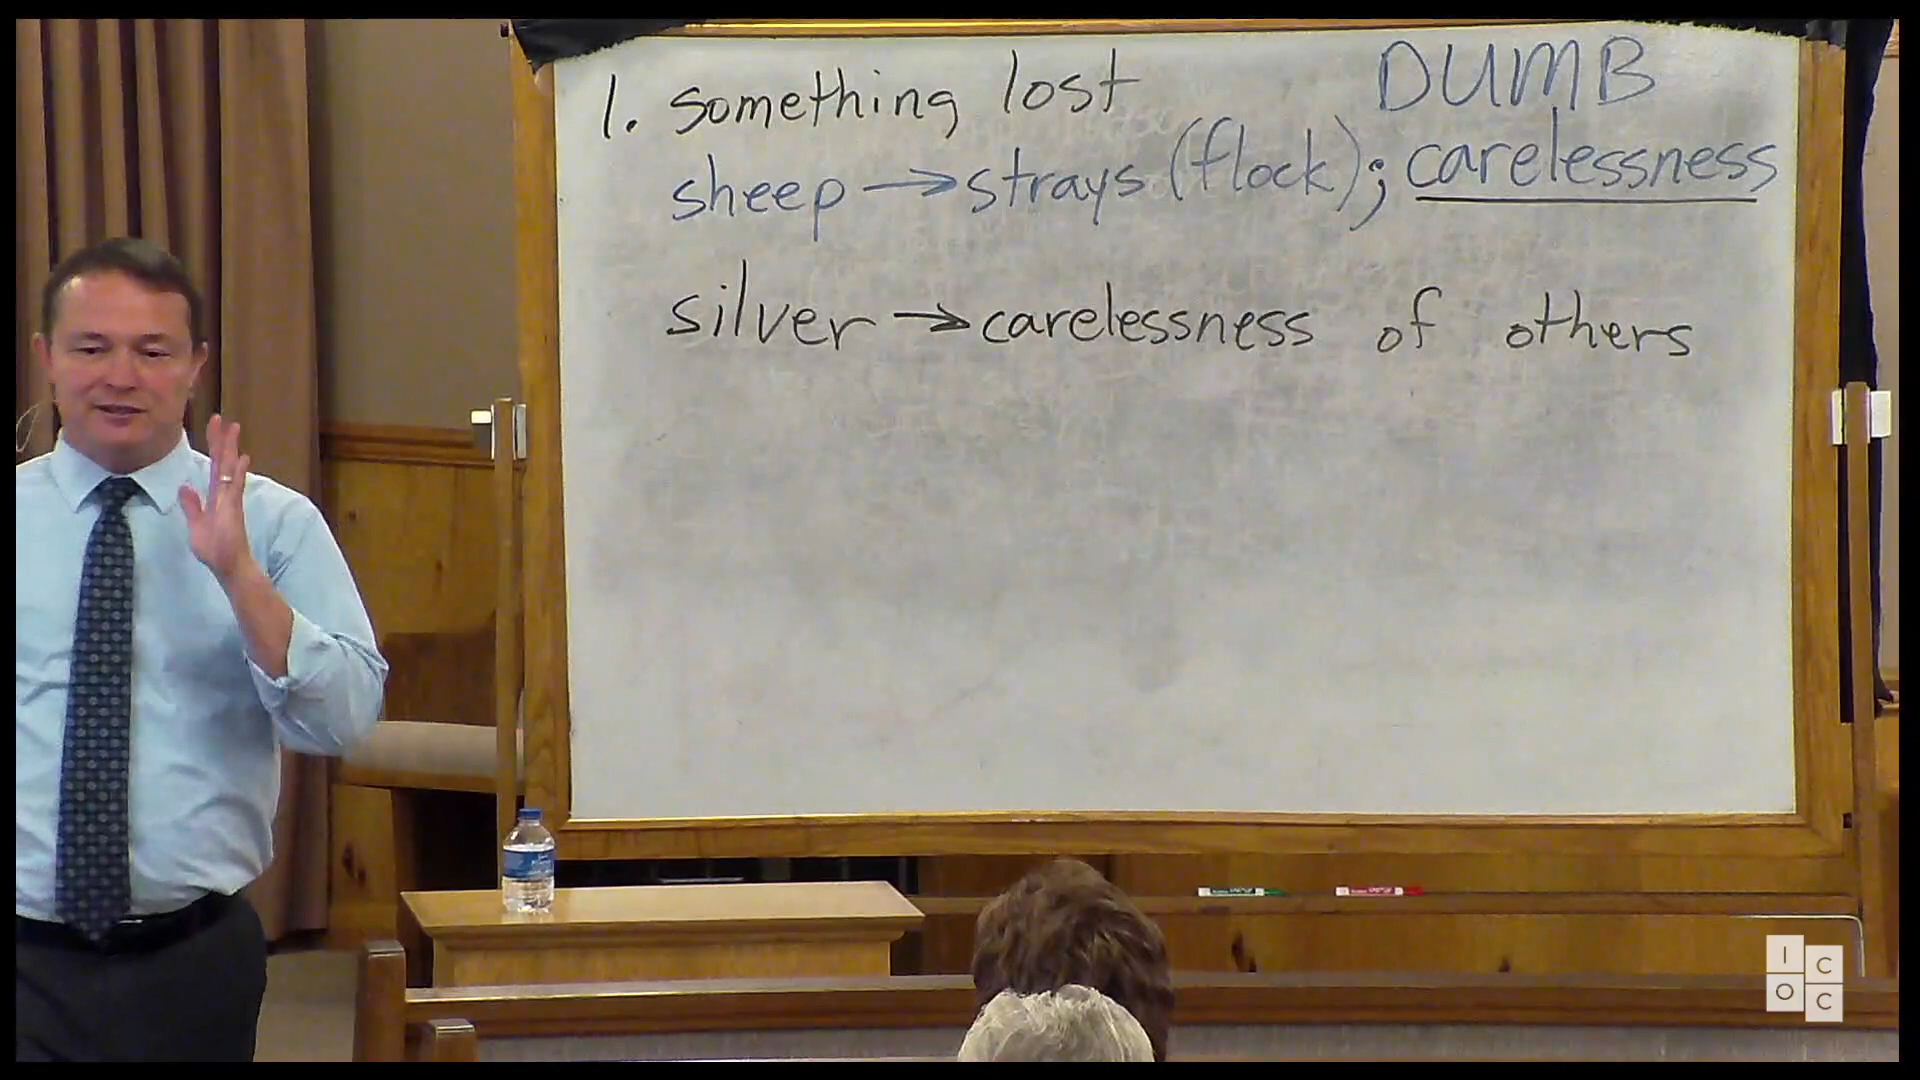 DUMB
1. something lost
sheep → strays (flock); carelessness
silver → carelessness of others
I C
O C